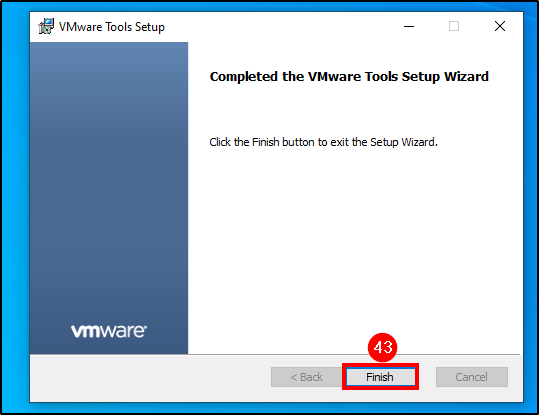 VMware Tools Setup
Completed the VMware Tools Setup Wizard
Click the Finish button to exit the Setup Wizard.
vmware
43
< Back
Finish
Cancel